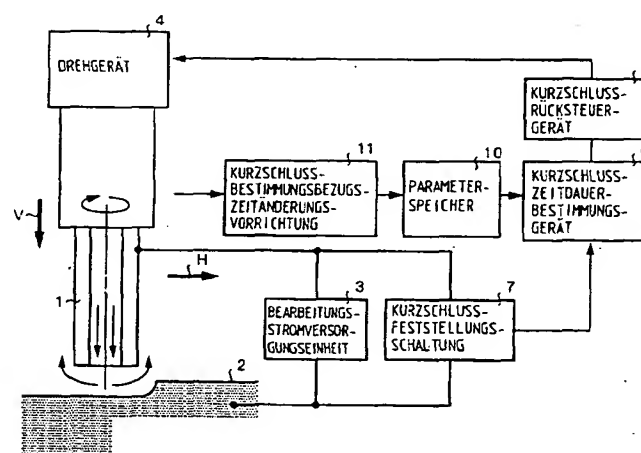 4
DREHGERÄT
KURZSCHLUSS-
RÜCKSTEUER-
GERÄT
11
KURZSCHLUSS-
BESTIMMUNGSBEZUGS-
ZEITÄNDERUNGS-
VORRICHTUNG
10
PARAMETER-
SPEICHER
KURZSCHLUSS-
ZEITDAUER-
BESTIMMUNGS-
GERÄT
V
H
1
3
BEARBEITUNGS-
STROMVERSOR-
GUNGSEINHEIT
7
KURZSCHLUSS-
FESTSTELLUNGS-
SCHALTUNG
2